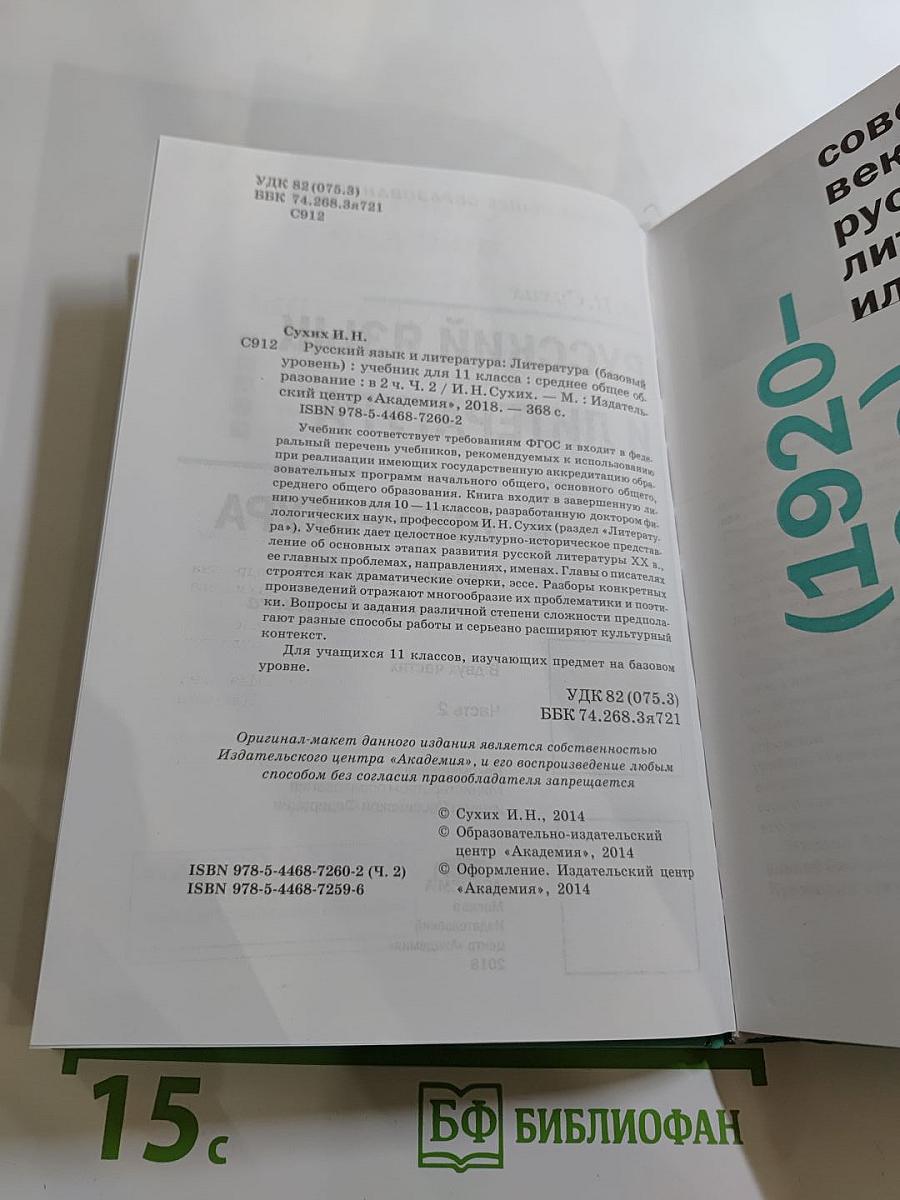 УДК 82(075.3)
ББК 74.268.3я721
С912
Сухих И. Н.
С912 Русский язык и литература: Литература (базовый
уровень) : учебник для 11 класса : среднее общее об-
разование : в 2 ч. Ч. 2 / И. Н. Сухих. — М. : Издатель-
ский центр «Академия», 2018. — 368 с.
ISBN 978-5-4468-7260-2
Учебник соответствует требованиям ФГОС и входит в феде-
ральный перечень учебников, рекомендуемых к использованию
при реализации имеющих государственную аккредитацию обра-
зовательных программ начального общего, основного общего,
среднего общего образования. Книга входит в завершенную ли-
нию учебников для 10 — 11 классов, разработанную доктором фи-
лологических наук, профессором И. Н. Сухих (раздел «Литерату-
ра»). Учебник дает целостное культурно-историческое представ-
ление об основных этапах развития русской литературы XX в.,
ее главных проблемах, направлениях, именах. Главы о писателях
строятся как драматические очерки, эссе. Разборы конкретных
произведений отражают многообразие их проблематики и поэти-
ки. Вопросы и задания различной степени сложности предпола-
гают разные способы работы и серьезно расширяют культурный
контекст.
Для учащихся 11 классов, изучающих предмет на базовом
уровне.
УДК 82(075.3)
ББК 74.268.3я721
Оригинал-макет данного издания является собственностью
Издательского центра «Академия», и его воспроизведение любым
способом без согласия правообладателя запрещается
© Сухих И. Н., 2014
© Образовательно-издательский
центр «Академия», 2014
© Оформление. Издательский центр
«Академия», 2014
ISBN 978-5-4468-7260-2 (Ч. 2)
ISBN 978-5-4468-7259-6
сове
век
рус
лит
ил
(1920–
15 с
БФ БИБЛИОФАН